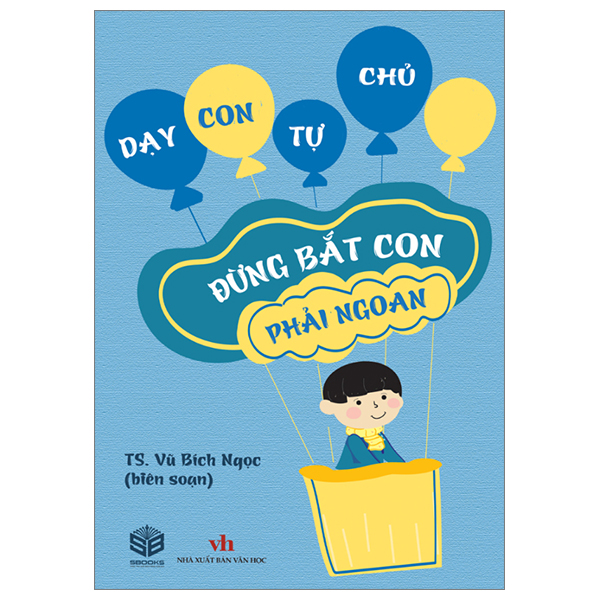 DẠY
CON
TỰ
CHỦ
ĐỪNG BẮT CON
PHẢI NGOAN
TS. Vũ Bích Ngọc
(biên soạn)
SBOOKS
vh
NHÀ XUẤT BẢN VĂN HỌC